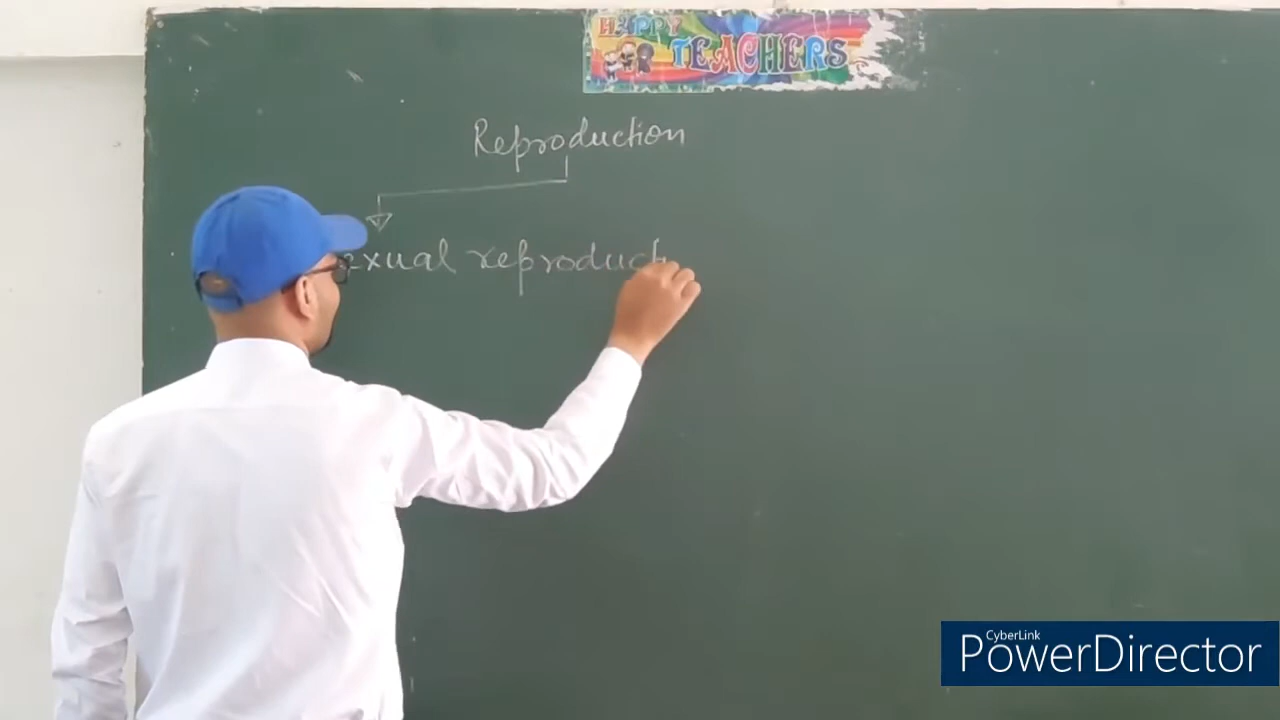 HAPPY
TEACHERS
Reproduction
exual reproduct
CyberLink
PowerDirector